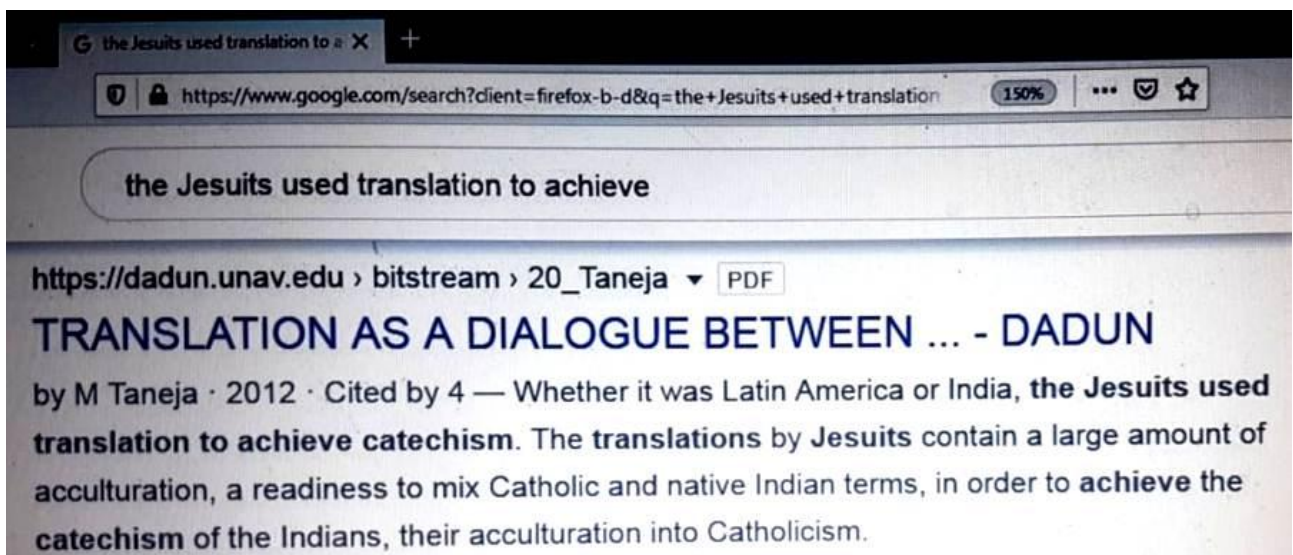 G the Jesuits used translation to a
https://www.google.com/search?client=firefox-b-d&q=the+Jesuits+used+translation 150%
the Jesuits used translation to achieve
https://dadun.unav.edu › bitstream › 20_Taneja PDF
TRANSLATION AS A DIALOGUE BETWEEN ... - DADUN
by M Taneja · 2012 · Cited by 4 — Whether it was Latin America or India, the Jesuits used
translation to achieve catechism. The translations by Jesuits contain a large amount of
acculturation, a readiness to mix Catholic and native Indian terms, in order to achieve the
catechism of the Indians, their acculturation into Catholicism.